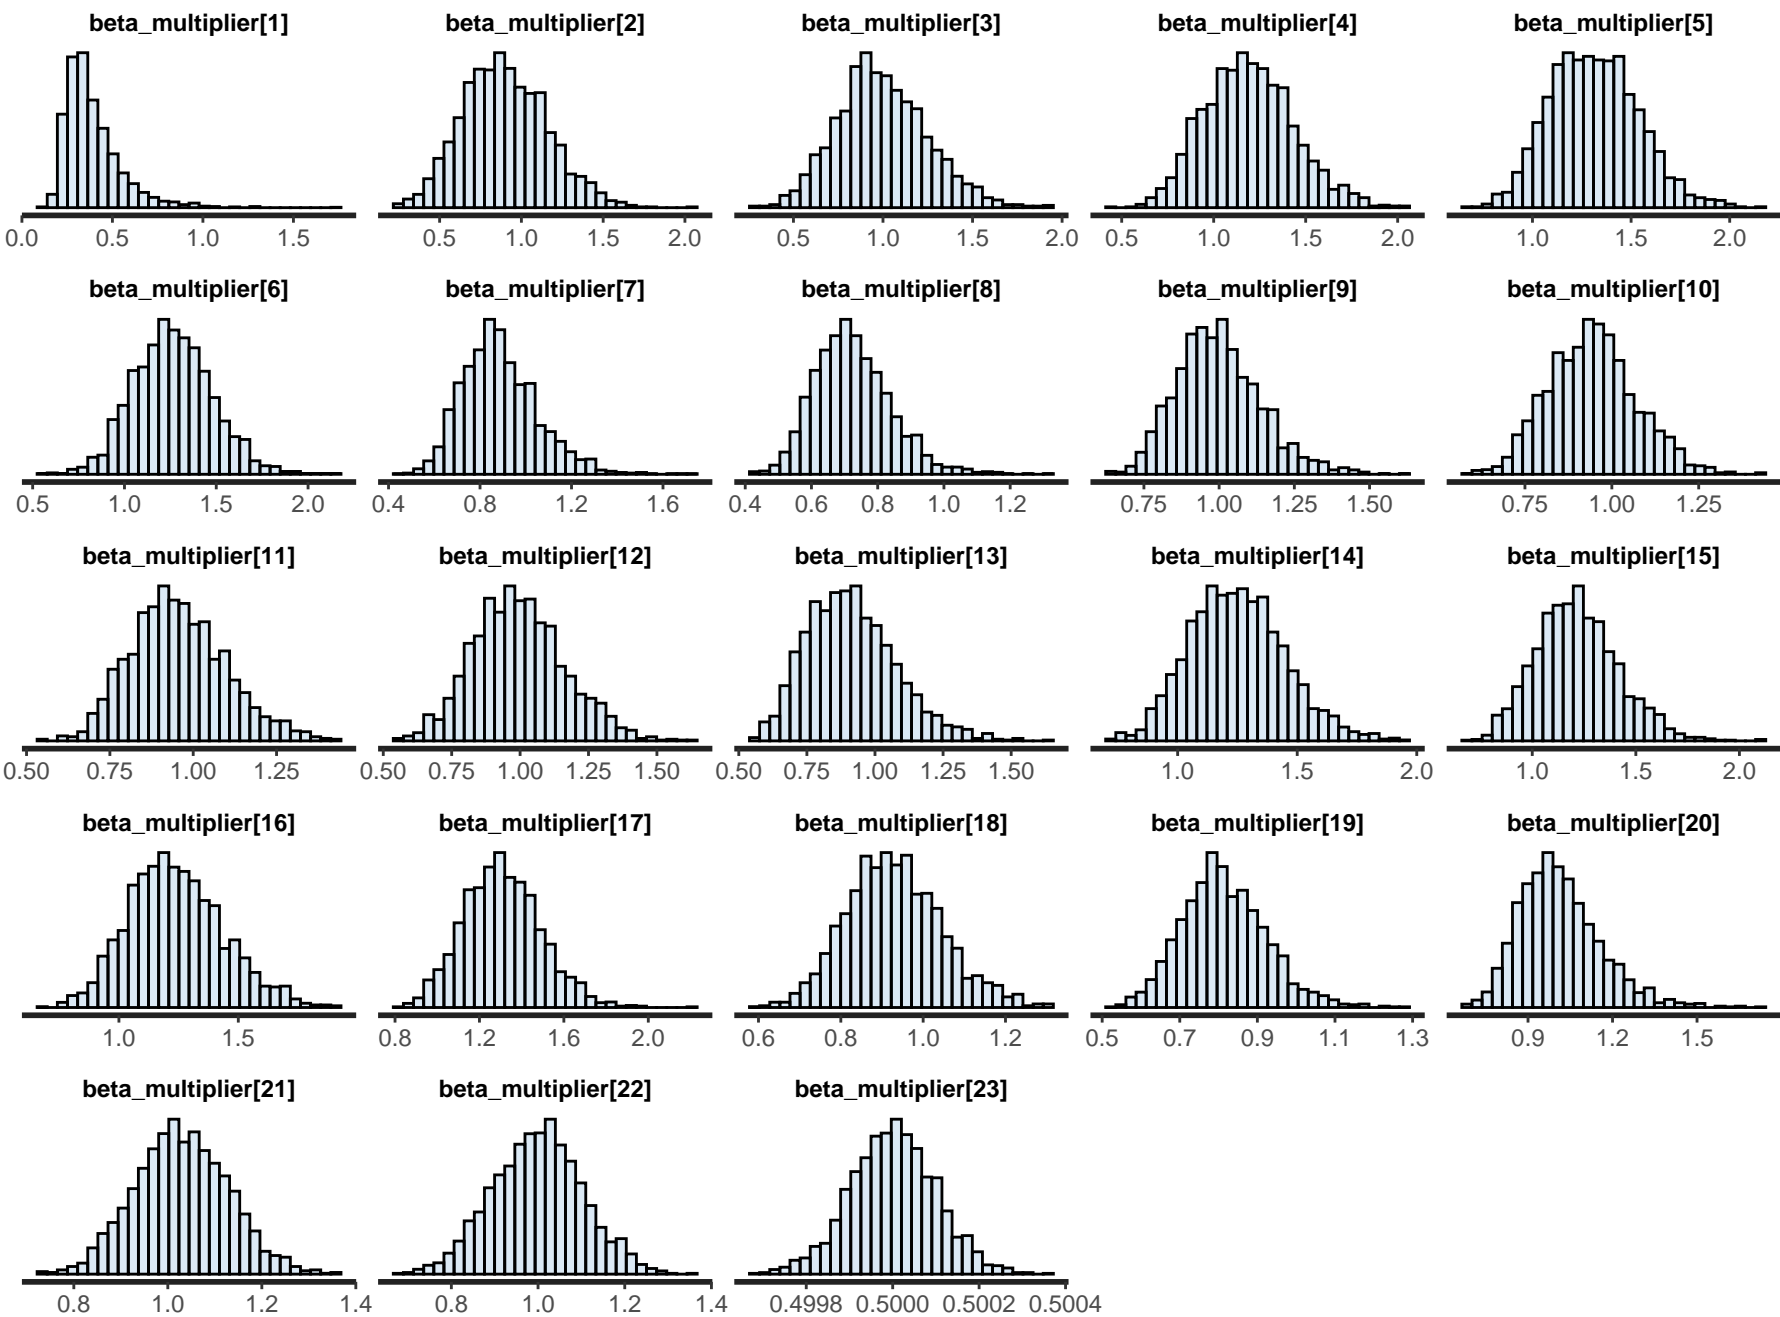 beta_multiplier[1] beta_multiplier[2] beta_multiplier[3] beta_multiplier[4] beta_multiplier[5]
0.0 0.5 1.0 1.5 0.5 1.0 1.5 2.0 0.5 1.0 1.5 2.0 0.5 1.0 1.5 2.0 1.0 1.5 2.0
beta_multiplier[6] beta_multiplier[7] beta_multiplier[8] beta_multiplier[9] beta_multiplier[10]
0.5 1.0 1.5 2.0 0.4 0.8 1.2 1.6 0.4 0.6 0.8 1.0 1.2 0.75 1.00 1.25 1.50 0.75 1.00 1.25
beta_multiplier[11] beta_multiplier[12] beta_multiplier[13] beta_multiplier[14] beta_multiplier[15]
0.50 0.75 1.00 1.25 0.50 0.75 1.00 1.25 1.50 0.50 0.75 1.00 1.25 1.50 1.0 1.5 2.0 1.0 1.5 2.0
beta_multiplier[16] beta_multiplier[17] beta_multiplier[18] beta_multiplier[19] beta_multiplier[20]
1.0 1.5 0.8 1.2 1.6 2.0 0.6 0.8 1.0 1.2 0.5 0.7 0.9 1.1 1.3 0.9 1.2 1.5
beta_multiplier[21] beta_multiplier[22] beta_multiplier[23]
0.8 1.0 1.2 1.4 0.8 1.0 1.2 1.4 0.4998 0.5000 0.5002 0.5004